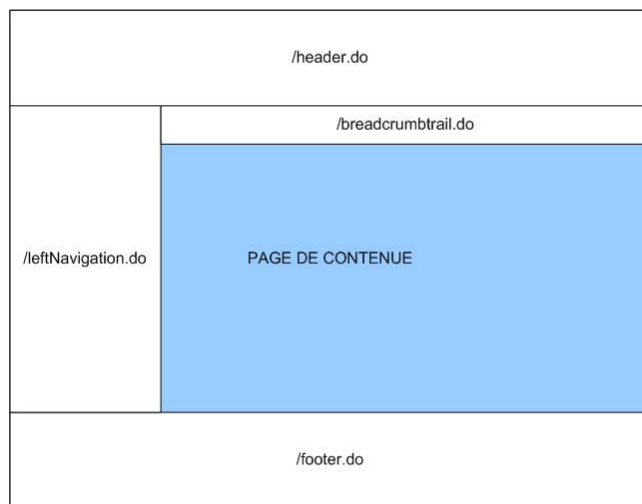 /header.do
/breadcrumbtrail.do
/leftNavigation.do
PAGE DE CONTENUE
/footer.do